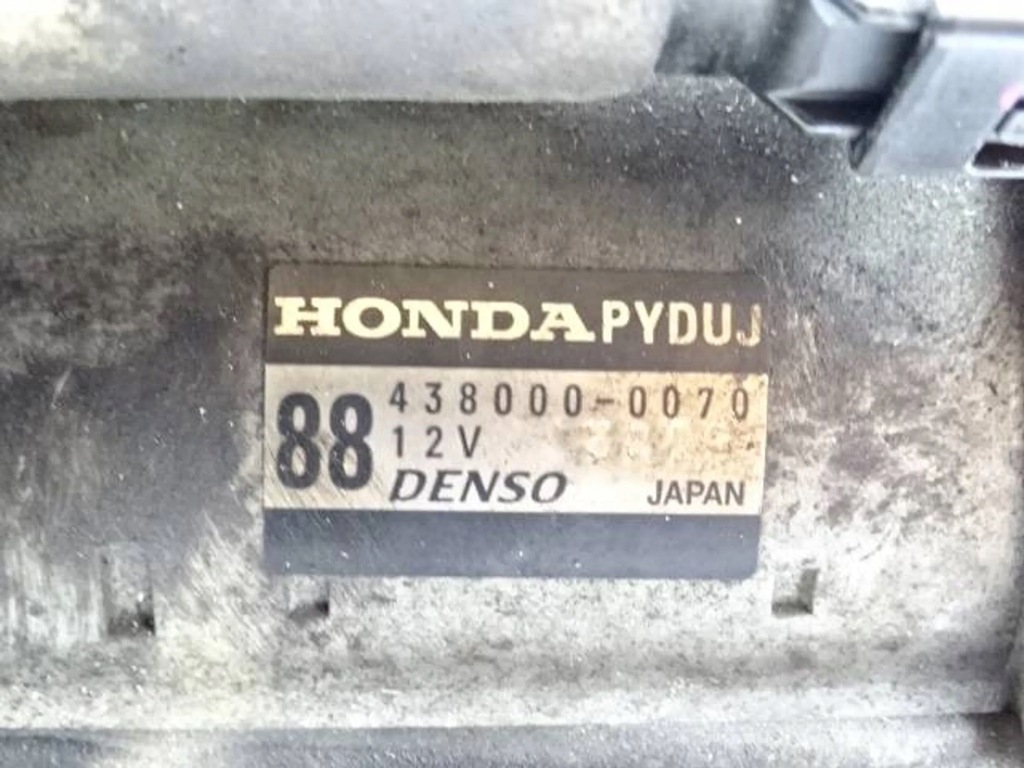 HONDA PYDUJ
88
438000-0070
12V
DENSO JAPAN